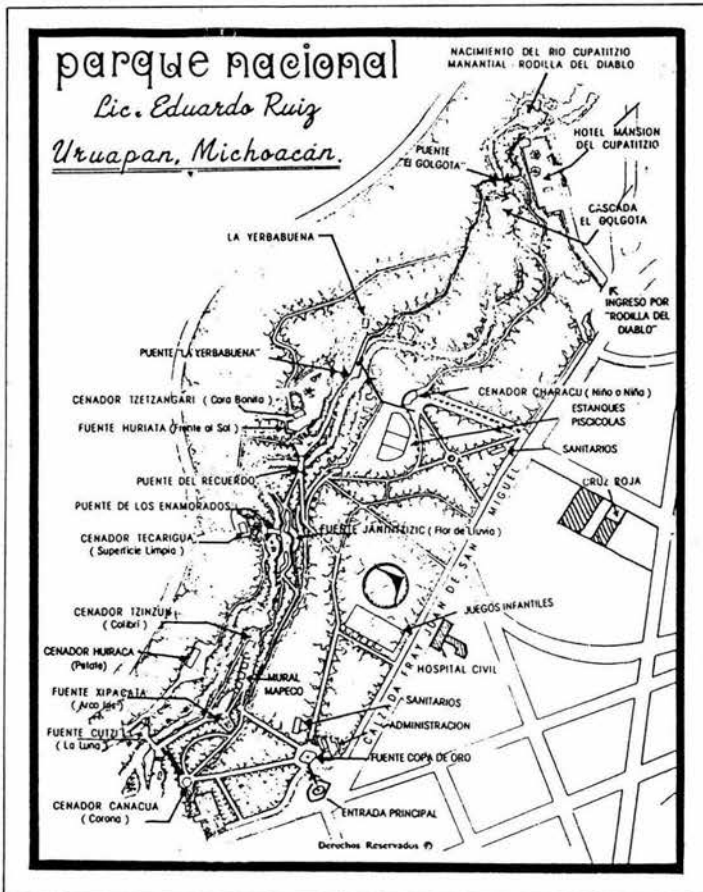 parque nacional
Lic. Eduardo Ruiz
Uruapan, Michoacán.
NACIMIENTO DEL RIO CUPATITZIO
MANANTIAL RODILLA DEL DIABLO
HOTEL MANSION
DEL CUPATITZIO
PUENTE
"EL GOLGOTA"
CASCADA
EL GOLGOTA
LA YERBABUENA
INGRESO POR
"RODILLA DEL
DIABLO"
PUENTE "LA YERBABUENA"
CENADOR TZETZANGARI (Cara Bonita)
CENADOR CHARACU (Niño o Niña)
ESTANQUES
PISCICOLAS
FUENTE HURIATA (Frente al Sol)
SANITARIOS
PUENTE DEL RECUERDO
CRUZ ROJA
PUENTE DE LOS ENAMORADOS
FUENTE JANINTZIZIC (Flor de Lluvia)
CENADOR TECARIGUA
(Superficie Limpia)
CALZADA FRAY JUAN DE SAN MIGUEL
CENADOR TZINZUN
(Colibrí)
JUEGOS INFANTILES
CENADOR HUIRACA
(Petate)
HOSPITAL CIVIL
MURAL
MAPECO
FUENTE XIPACATA
(Arco Iris)
SANITARIOS
ADMINISTRACION
FUENTE CUTZI
(La Luna)
FUENTE COPA DE ORO
CENADOR CANACUA
(Corona)
ENTRADA PRINCIPAL
Derechos Reservados ©